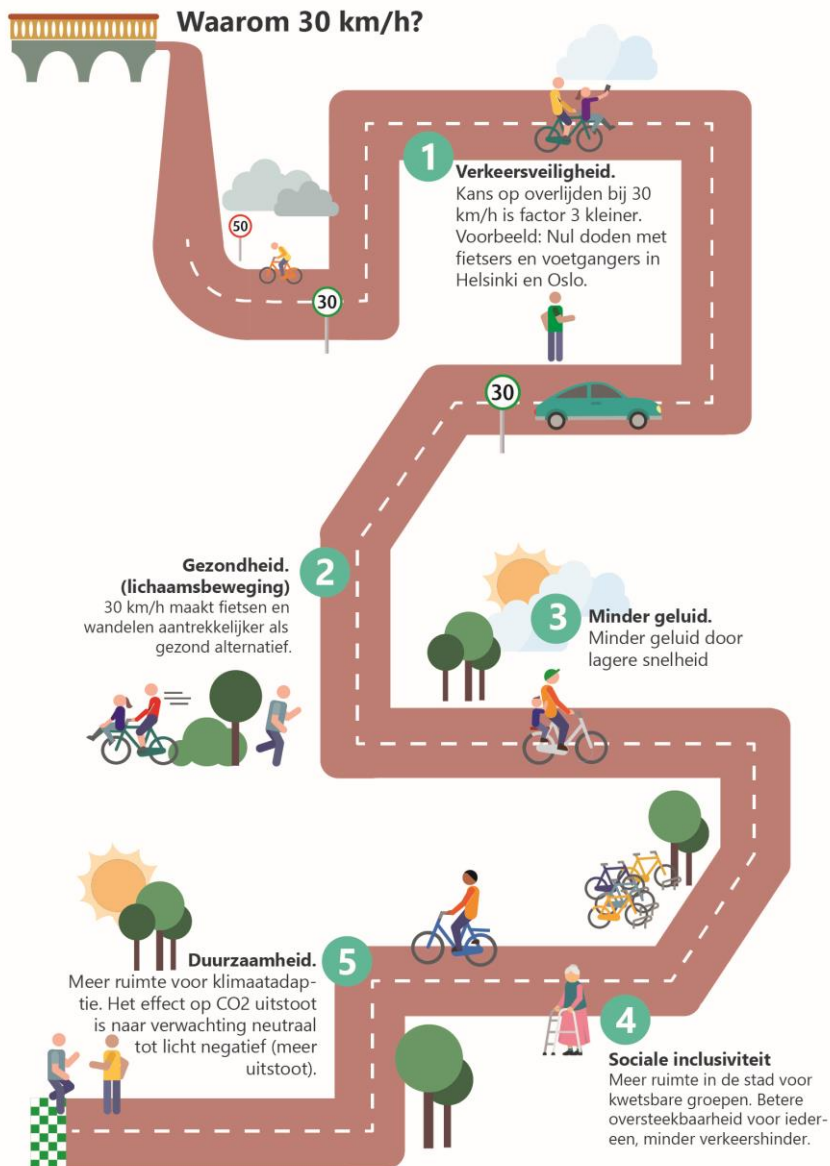 Waarom 30 km/h?
1
Verkeersveiligheid.
Kans op overlijden bij 30
km/h is factor 3 kleiner.
Voorbeeld: Nul doden met
fietsers en voetgangers in
Helsinki en Oslo.
50
30
30
2
Gezondheid.
(lichaamsbeweging)
30 km/h maakt fietsen en
wandelen aantrekkelijker als
gezond alternatief.
3
Minder geluid.
Minder geluid door
lagere snelheid
4
Sociale inclusiviteit
Meer ruimte in de stad voor
kwetsbare groepen. Betere
oversteekbaarheid voor ieder-
een, minder verkeershinder.
5
Duurzaamheid.
Meer ruimte voor klimaatadap-
tie. Het effect op CO2 uitstoot
is naar verwachting neutraal
tot licht negatief (meer
uitstoot).